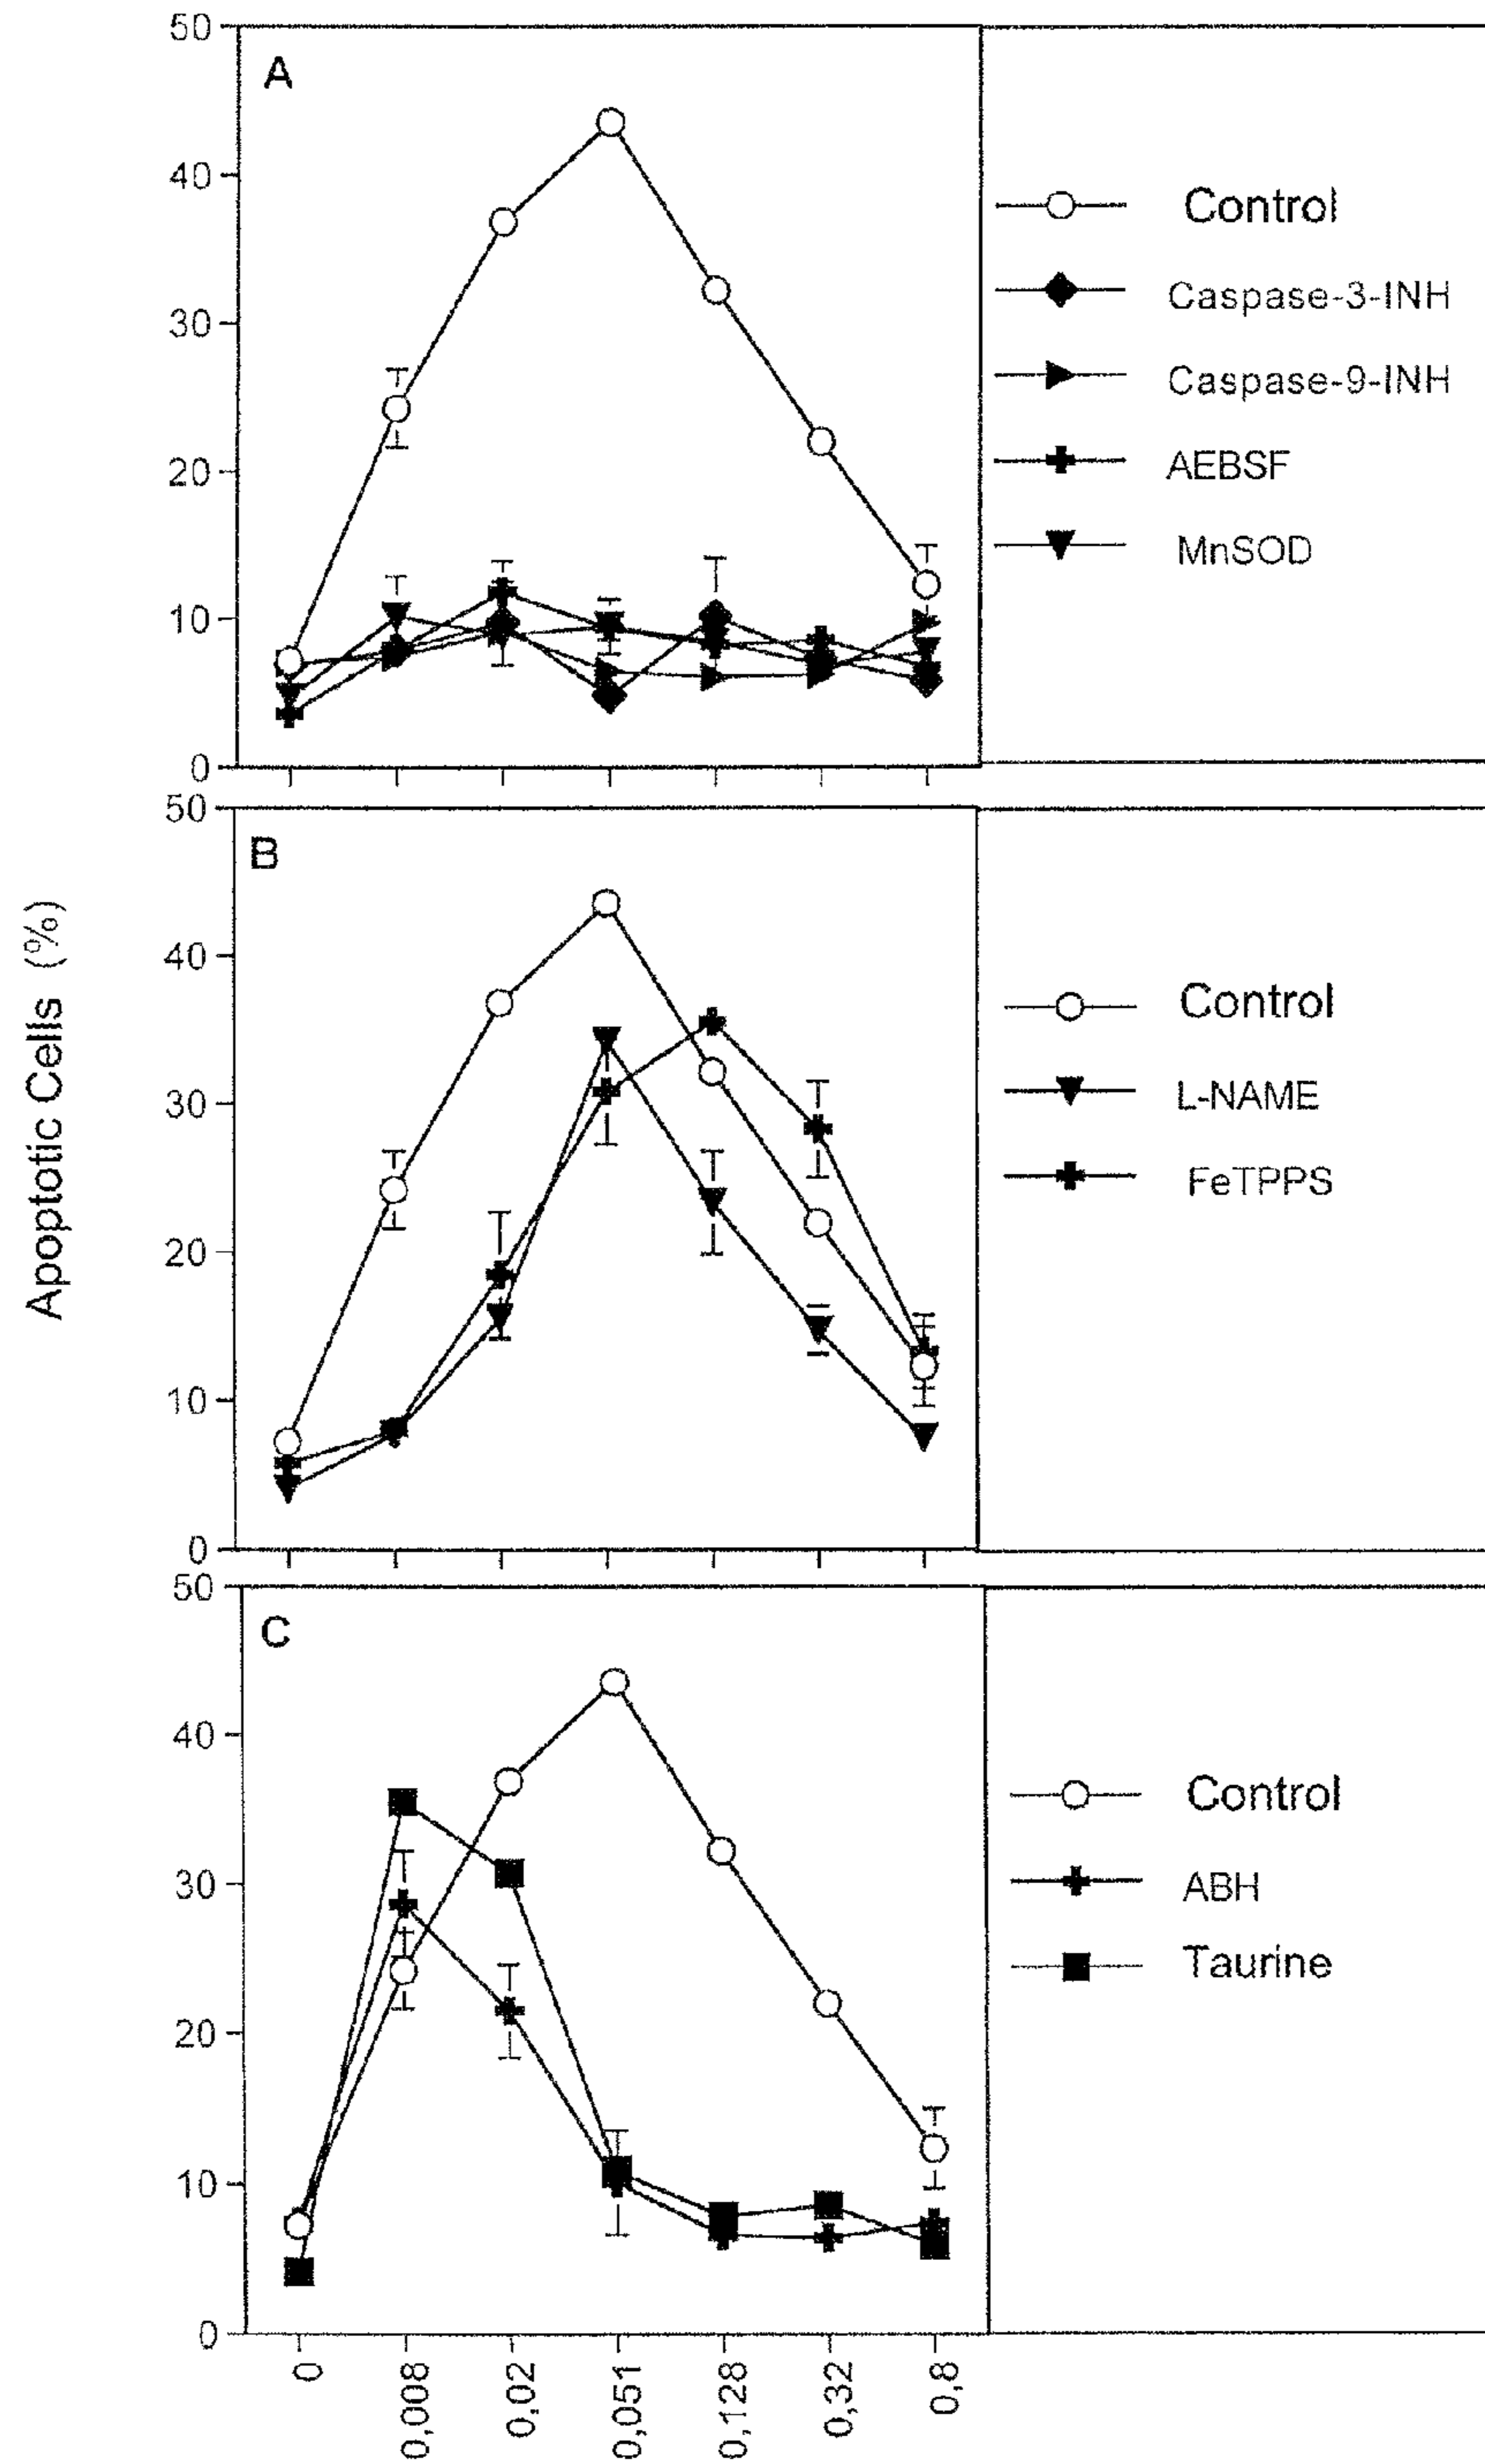 Apoptotic Cells (%)
50
A
40
30
20
10
0
Control
Caspase-3-INH
Caspase-9-INH
AEBSF
MnSOD
50
B
40
30
20
10
0
Control
L-NAME
FeTPPS
50
C
40
30
20
10
0
Control
ABH
Taurine
0
0,008
0,02
0,051
0,128
0,32
0,8